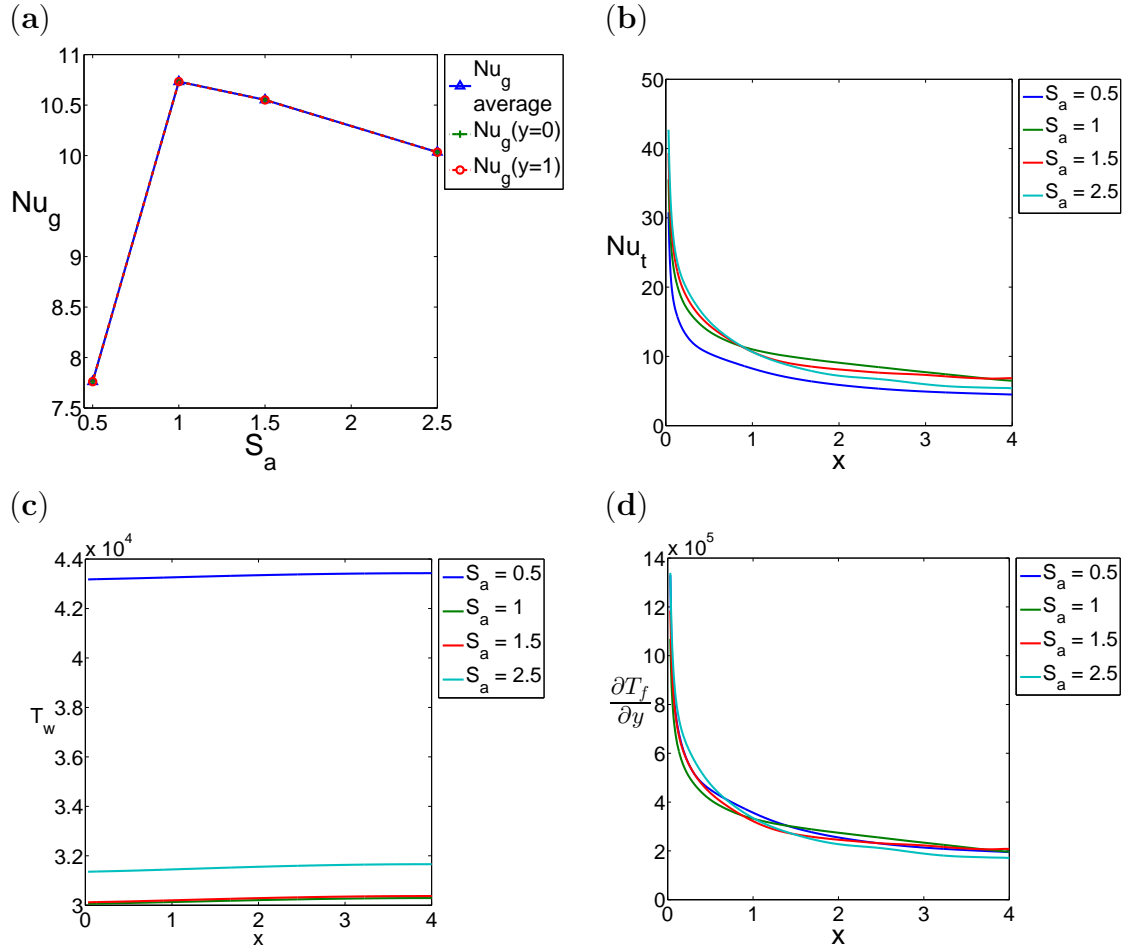 (a)
11
10.5
10
Nu_g
9
8.5
8
7.5
0.5 1 1.5 2 2.5
S_a
Nu_g
average
Nu_g(y=0)
Nu_g(y=1)
(b)
50
40
30
Nu_t
20
10
0
0 1 2 3 4
x
S_a = 0.5
S_a = 1
S_a = 1.5
S_a = 2.5
(c)
x 10^4
4.4
4.2
4
3.8
T_w
3.6
3.4
3.2
3
0 1 2 3 4
x
S_a = 0.5
S_a = 1
S_a = 1.5
S_a = 2.5
(d)
x 10^5
14
12
10
8
∂T_f
∂y
6
4
2
0
0 1 2 3 4
x
S_a = 0.5
S_a = 1
S_a = 1.5
S_a = 2.5